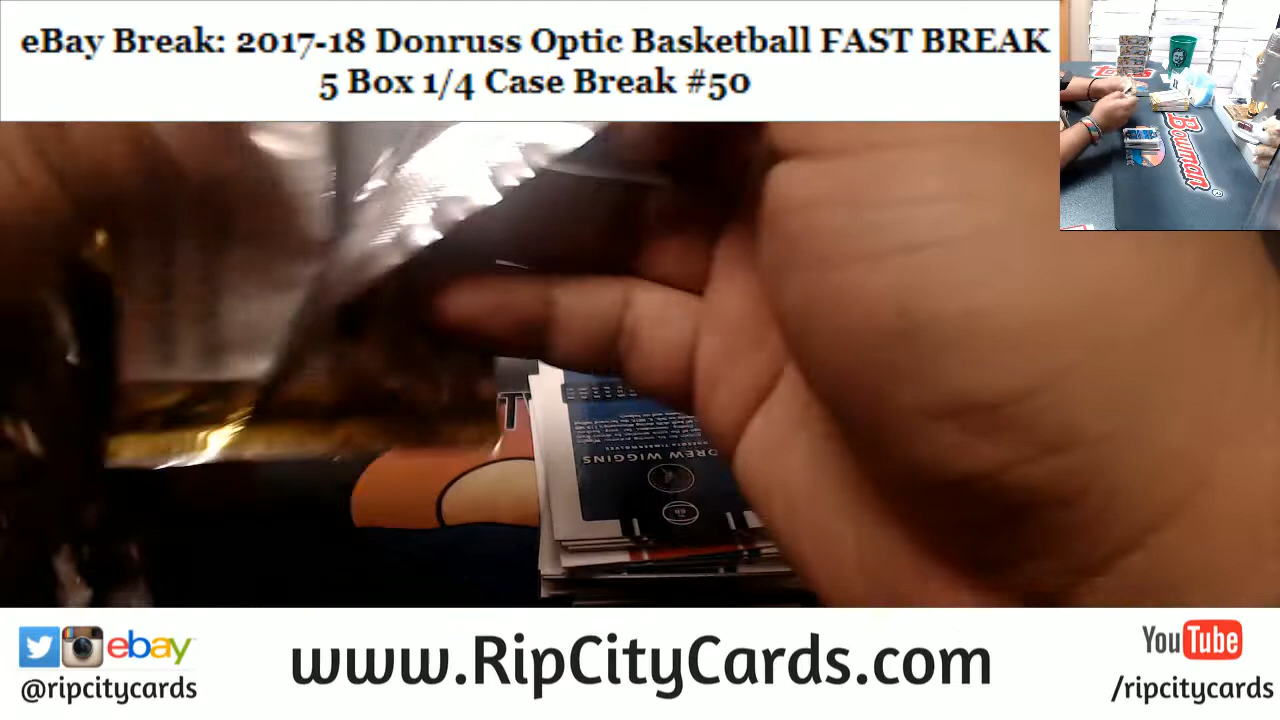 eBay Break: 2017-18 Donruss Optic Basketball FAST BREAK
5 Box 1/4 Case Break #50
Bowman
DREW WIGGINS
ebay
@ripcitycards
www.RipCityCards.com
YouTube
/ripcitycards